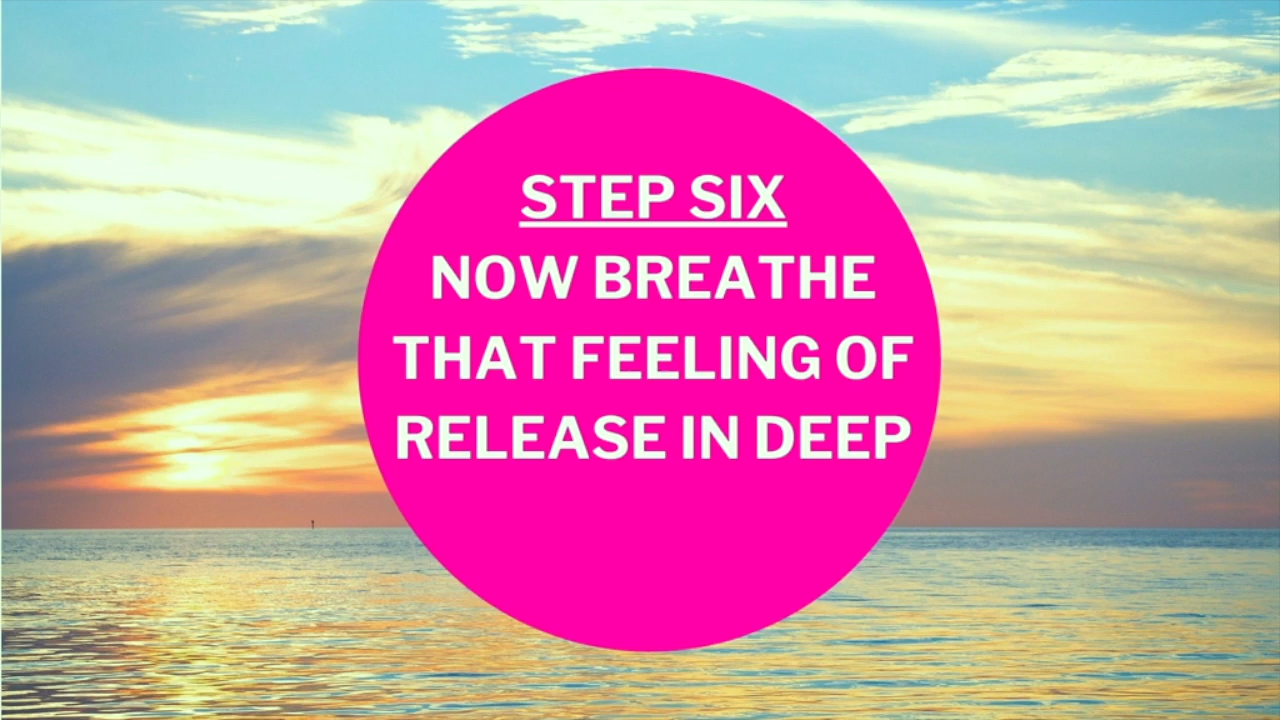 STEP SIX
NOW BREATHE
THAT FEELING OF
RELEASE IN DEEP